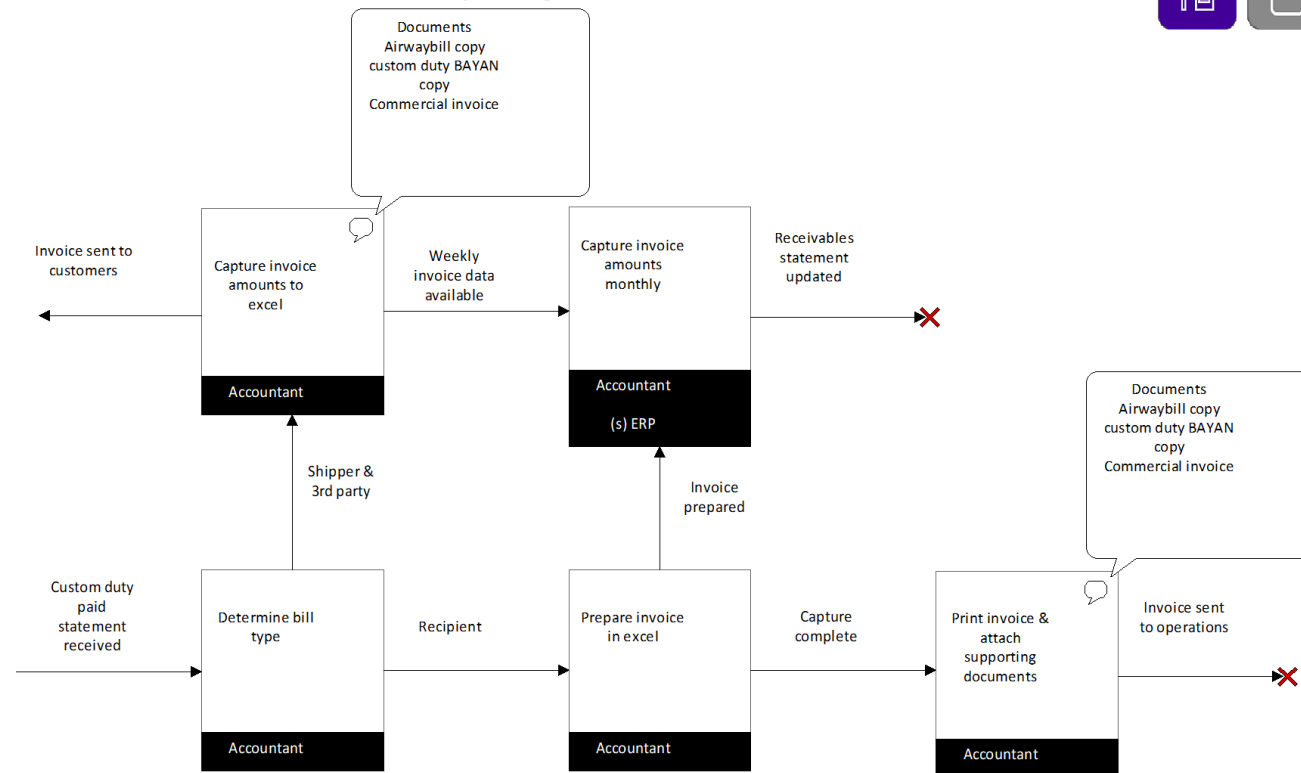 Documents
Airwaybill copy
custom duty BAYAN
copy
Commercial invoice
Invoice sent to
customers
Capture invoice
amounts to
excel
Accountant
Weekly
invoice data
available
Capture invoice
amounts
monthly
Accountant
(s) ERP
Receivables
statement
updated
Documents
Airwaybill copy
custom duty BAYAN
copy
Commercial invoice
Shipper &
3rd party
Invoice
prepared
Custom duty
paid
statement
received
Determine bill
type
Accountant
Recipient
Prepare invoice
in excel
Accountant
Capture
complete
Print invoice &
attach
supporting
documents
Accountant
Invoice sent
to operations